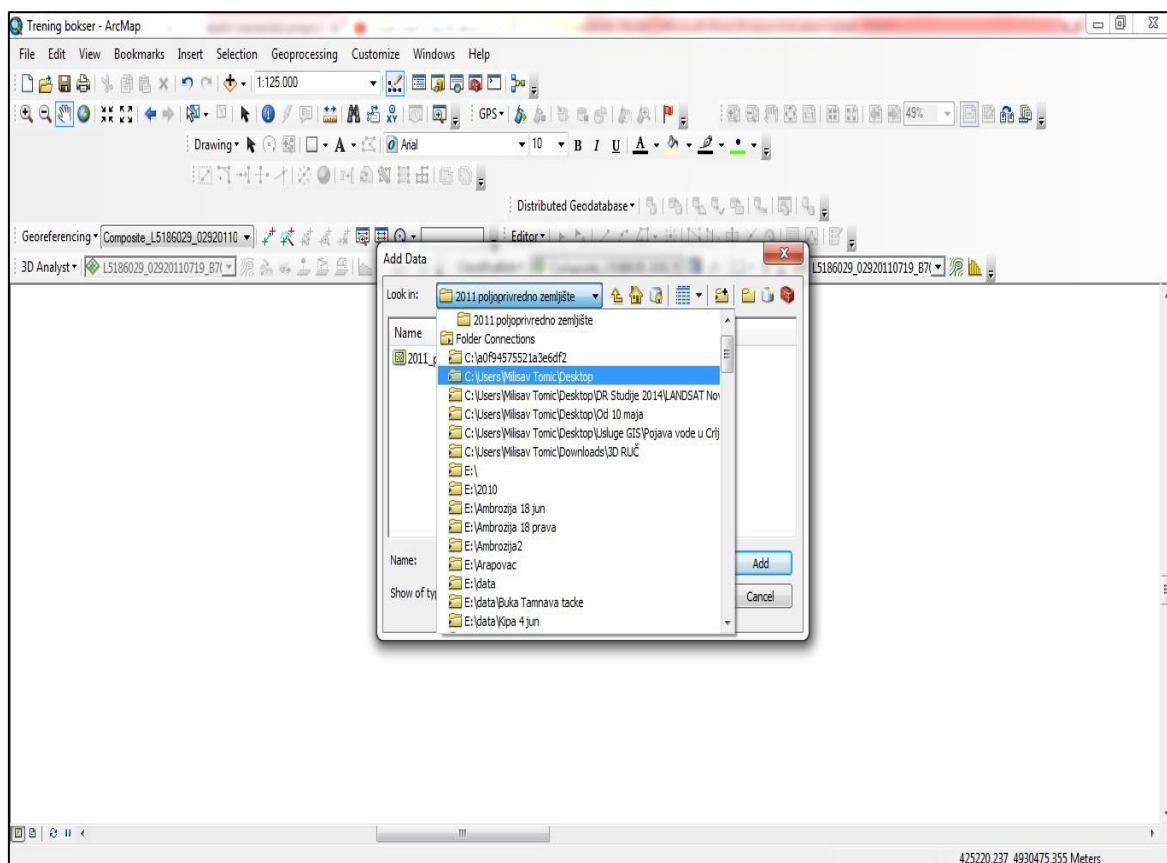 Trening bokser - ArcMap
File Edit View Bookmarks Insert Selection Geoprocessing Customize Windows Help
1:125.000
GPS
49%
Drawing A Arial 10 B I U A
Distributed Geodatabase
Georeferencing Composite_L5186029_02920110 Editor
3D Analyst L5186029_02920110719_B7( L5186029_02920110719_B7(
Add Data
Look in: 2011 poljoprivredno zemljište
Name
2011 poljoprivredno zemljište
Folder Connections
2011_p
C:\a0f94575521a3e6df2
C:\Users\Milisav Tomic\Desktop
C:\Users\Milisav Tomic\Desktop\DR Studije 2014\LANDSAT Nov
C:\Users\Milisav Tomic\Desktop\Od 10 maja
C:\Users\Milisav Tomic\Desktop\Usluge GIS\Pojava vode u Crlj
C:\Users\Milisav Tomic\Downloads\3D RUČ
E:\
E:\2010
E:\Ambrozija 18 jun
E:\Ambrozija 18 prava
E:\Ambrozija2
E:\Arapovac
E:\data
E:\data\Buka Tamnava tacke
E:\data\Kipa 4 jun
Name: Add
Show of ty Cancel
425220,237 4930475,355 Meters